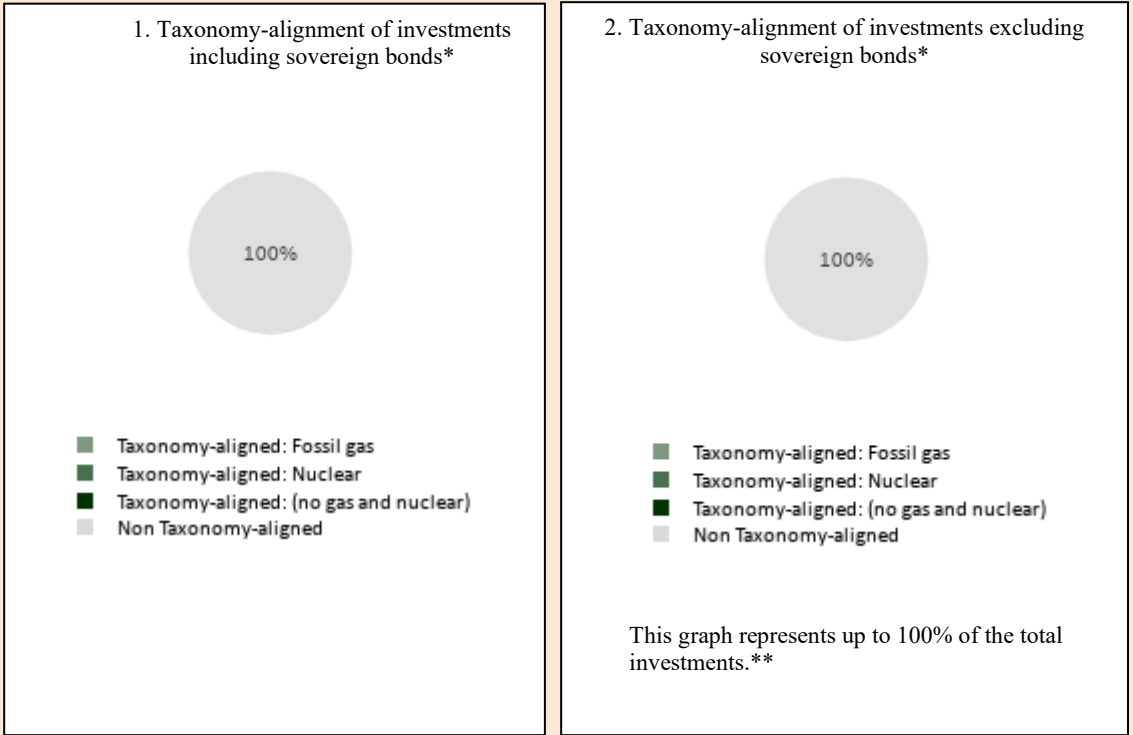 1. Taxonomy-alignment of investments
including sovereign bonds*
100%
Taxonomy-aligned: Fossil gas
Taxonomy-aligned: Nuclear
Taxonomy-aligned: (no gas and nuclear)
Non Taxonomy-aligned
2. Taxonomy-alignment of investments excluding
sovereign bonds*
100%
Taxonomy-aligned: Fossil gas
Taxonomy-aligned: Nuclear
Taxonomy-aligned: (no gas and nuclear)
Non Taxonomy-aligned
This graph represents up to 100% of the total
investments.**